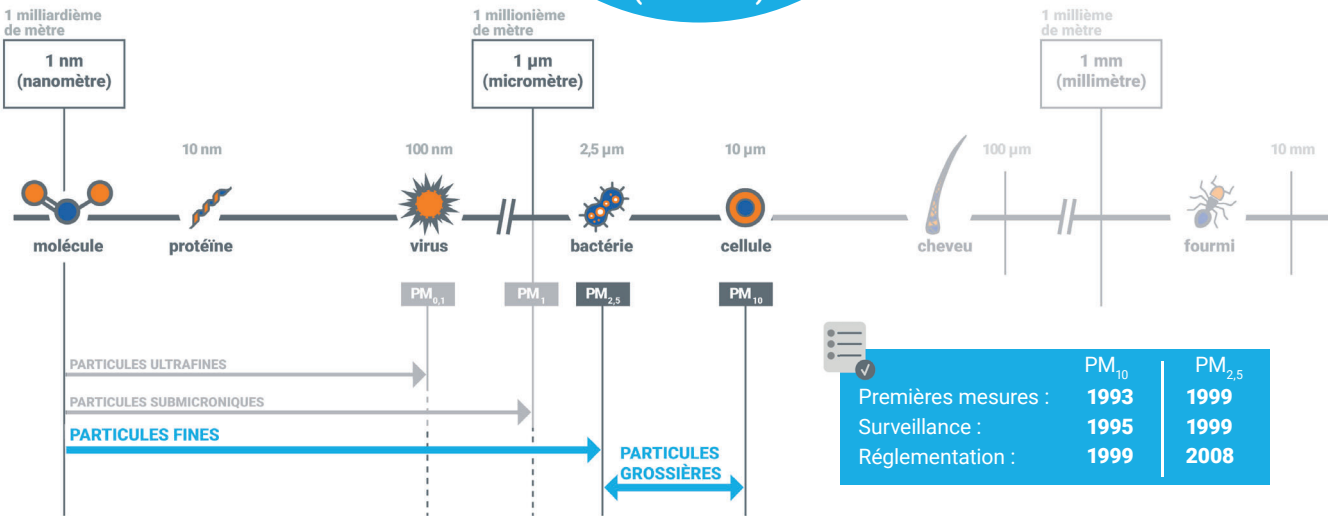 1 milliardième
de mètre
1 millionième
de mètre
1 millième
de mètre
1 nm
(nanomètre)
1 µm
(micromètre)
1 mm
(millimètre)
10 nm
100 nm
2,5 µm
10 µm
100 µm
10 mm
molécule
protéïne
virus
bactérie
cellule
cheveu
fourmi
PM0,1
PM1
PM2,5
PM10
PARTICULES ULTRAFINES
PARTICULES SUBMICRONIQUES
PARTICULES FINES
PARTICULES
GROSSIÈRES
PM10 PM2,5
Premières mesures : 1993 1999
Surveillance : 1995 1999
Réglementation : 1999 2008